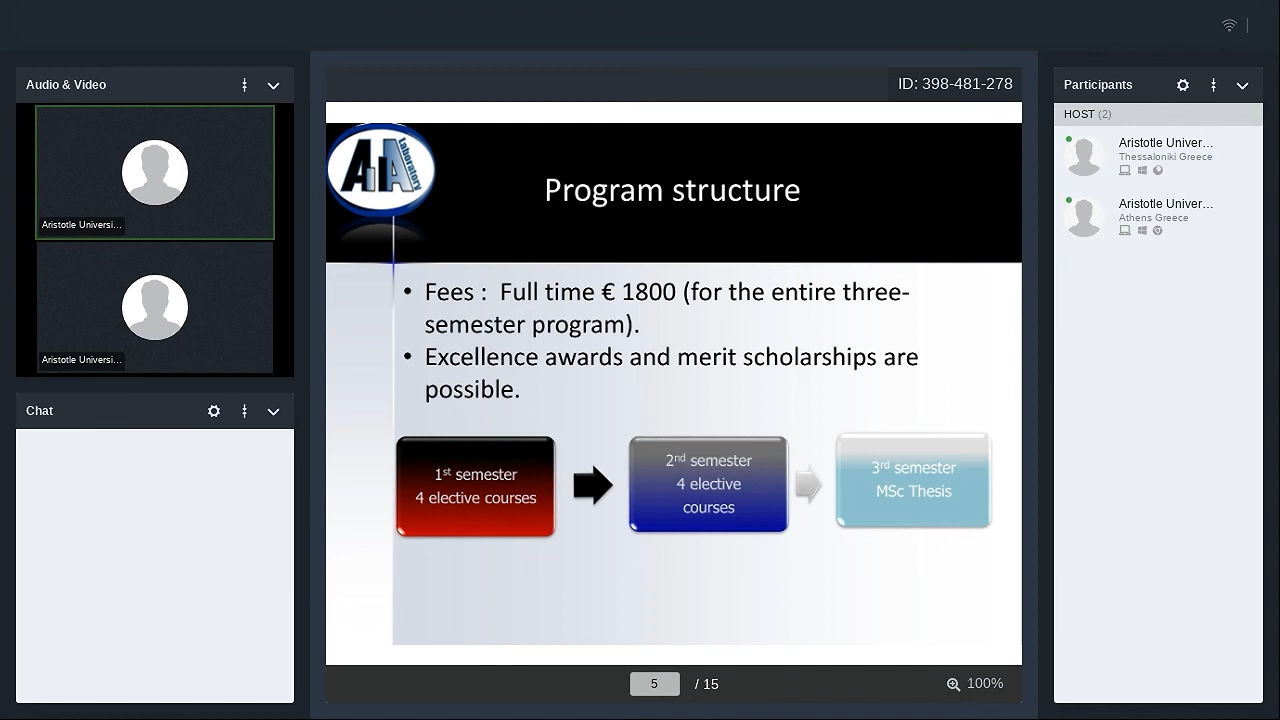 Audio & Video
Aristotle Universi...
Aristotle Universi...
Chat
ID: 398-481-278
AIA
Laboratory
Program structure
• Fees : Full time € 1800 (for the entire three-
semester program).
• Excellence awards and merit scholarships are
possible.
1st semester
4 elective courses
2nd semester
4 elective
courses
3rd semester
MSc Thesis
5 / 15
100%
Participants
HOST (2)
Aristotle Univer...
Thessaloniki Greece
Aristotle Univer...
Athens Greece